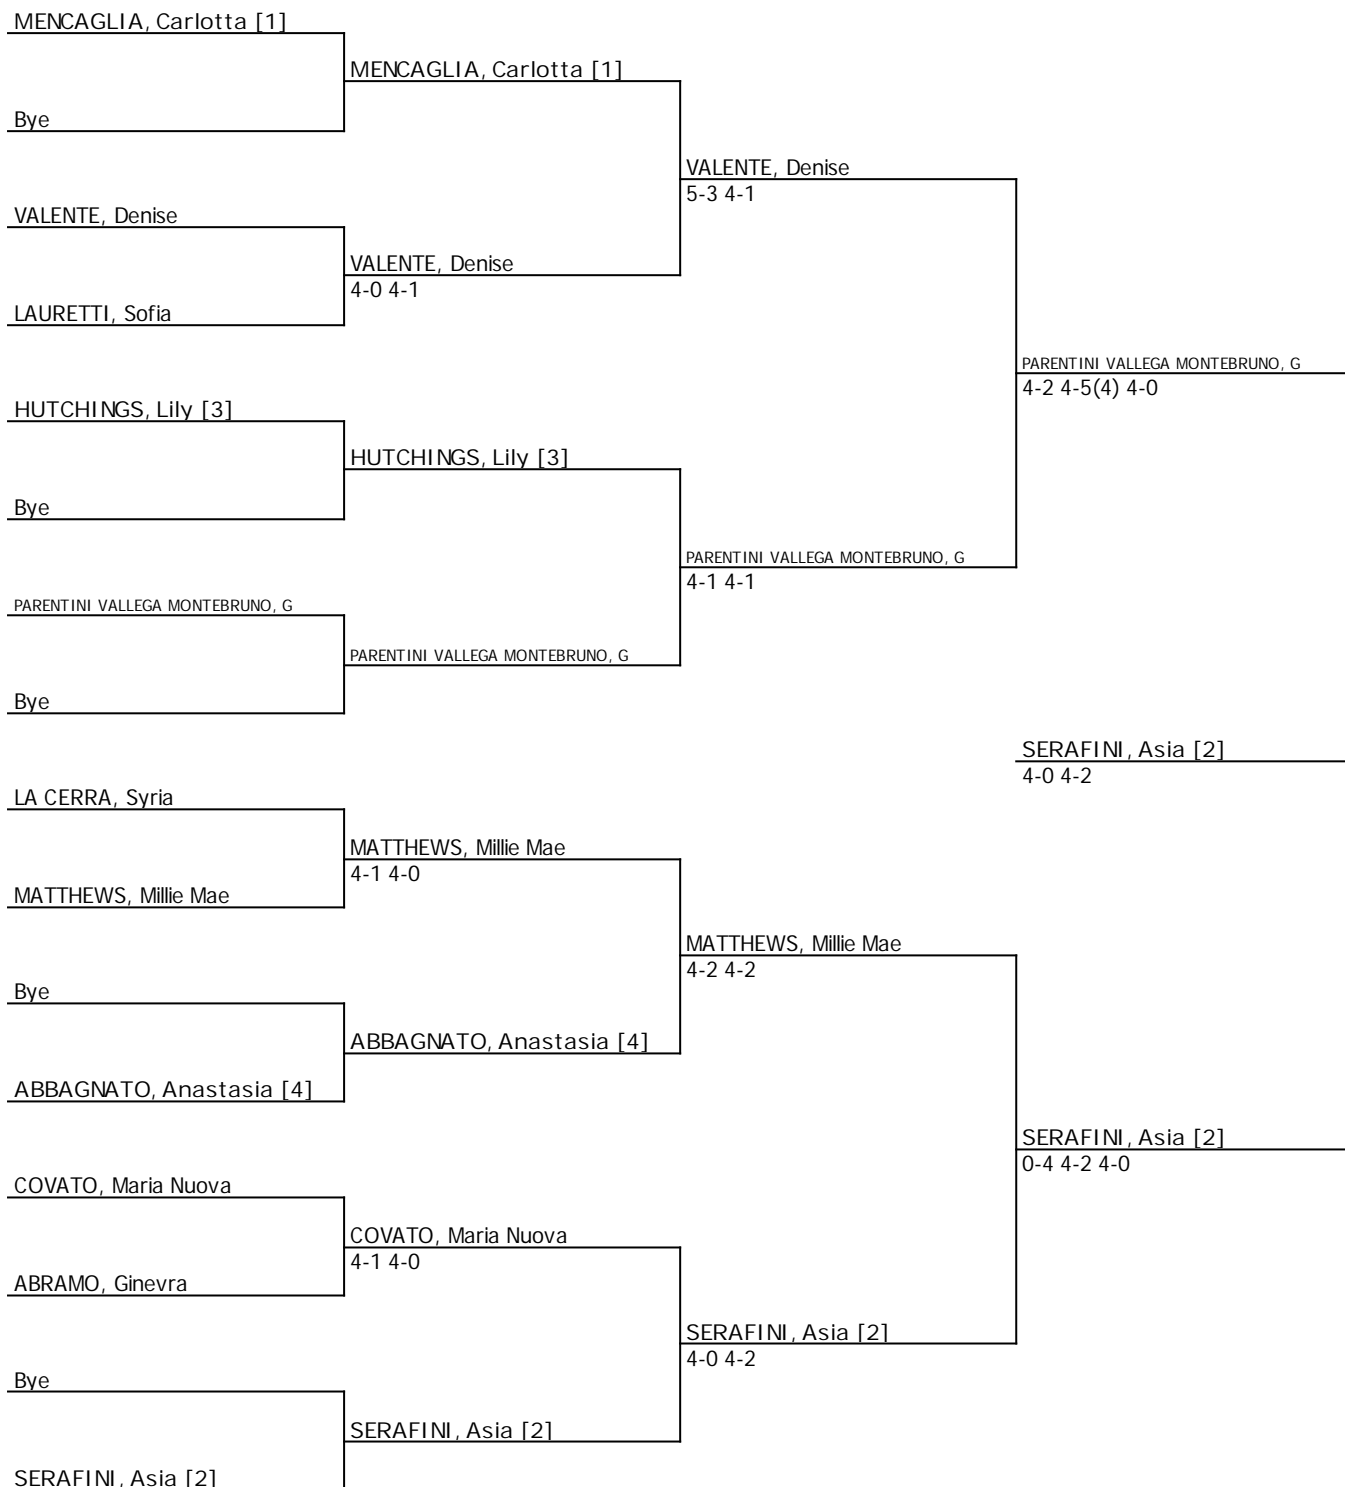 MENCAGLIA, Carlotta [1]
MENCAGLIA, Carlotta [1]
Bye
VALENTE, Denise
5-3 4-1
VALENTE, Denise
VALENTE, Denise
4-0 4-1
LAURETTI, Sofia
PARENTINI VALLEGA MONTEBRUNO, G
4-2 4-5(4) 4-0
HUTCHINGS, Lily [3]
HUTCHINGS, Lily [3]
Bye
PARENTINI VALLEGA MONTEBRUNO, G
4-1 4-1
PARENTINI VALLEGA MONTEBRUNO, G
PARENTINI VALLEGA MONTEBRUNO, G
Bye
SERAFINI, Asia [2]
4-0 4-2
LA CERRA, Syria
MATTHEWS, Millie Mae
4-1 4-0
MATTHEWS, Millie Mae
MATTHEWS, Millie Mae
4-2 4-2
Bye
ABBAGNATO, Anastasia [4]
ABBAGNATO, Anastasia [4]
SERAFINI, Asia [2]
0-4 4-2 4-0
COVATO, Maria Nuova
COVATO, Maria Nuova
4-1 4-0
ABRAMO, Ginevra
SERAFINI, Asia [2]
4-0 4-2
Bye
SERAFINI, Asia [2]
SERAFINI, Asia [2]